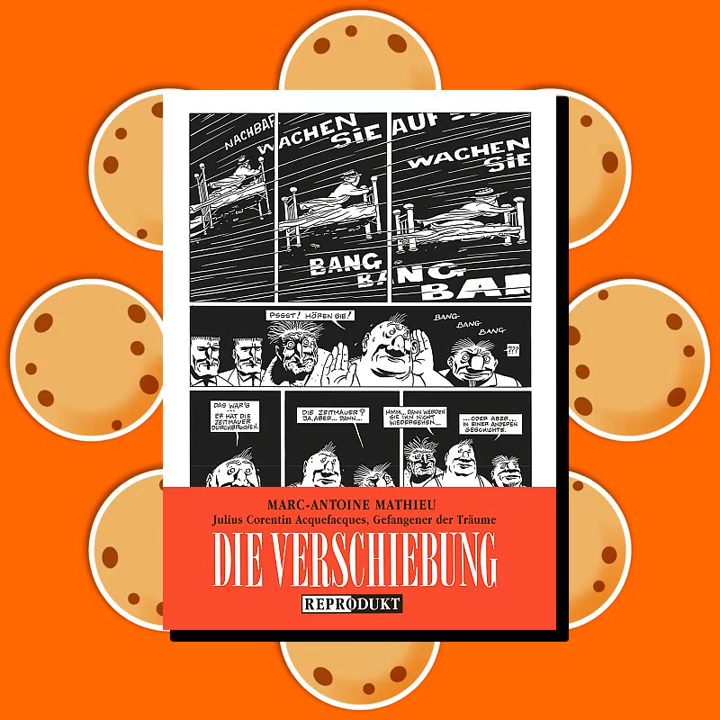 NACHBAR
WACHEN
SIE
AUF
WACHEN
SIE
BANG
BANG
BAN
PSSST! HÖREN SIE!
BANG
BANG
BANG
???
DAS WAR'S
...
ER HAT DIE
ZEITMAUER
DURCHBROCHEN.
DIE ZEITMAUER?
JA, ABER... DANN...
HMM... DANN WERDEN
SIE IHN NICHT
WIEDERSEHEN...
...ODER ABER...
IN EINER ANDEREN
GESCHICHTE.
MARC-ANTOINE MATHIEU
Julius Corentin Acquefacques, Gefangener der Träume
DIE VERSCHIEBUNG
REPRODUKT